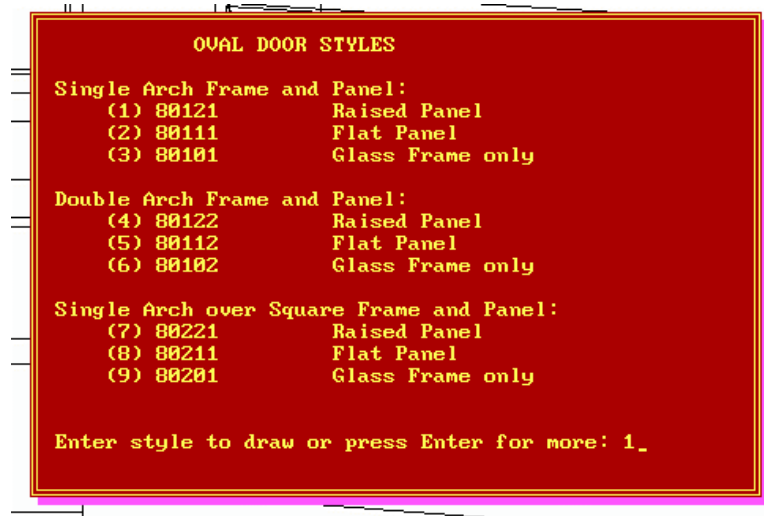 OVAL DOOR STYLES
Single Arch Frame and Panel:
(1) 80121 Raised Panel
(2) 80111 Flat Panel
(3) 80101 Glass Frame only
Double Arch Frame and Panel:
(4) 80122 Raised Panel
(5) 80112 Flat Panel
(6) 80102 Glass Frame only
Single Arch over Square Frame and Panel:
(7) 80221 Raised Panel
(8) 80211 Flat Panel
(9) 80201 Glass Frame only
Enter style to draw or press Enter for more: 1_